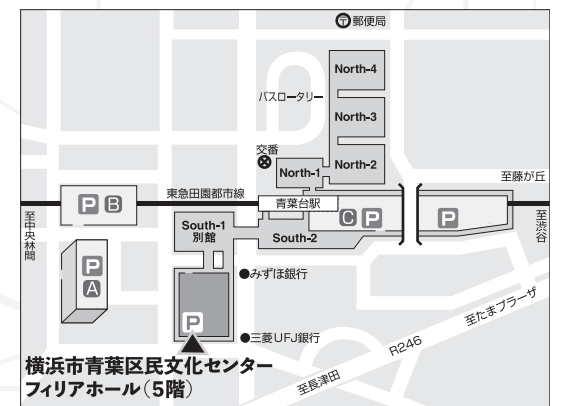 〒郵便局
North-4
バスロータリー
North-3
交番
North-2
North-1
至藤が丘
東急田園都市線
青葉台駅
P B
C P
P
至中央林間
至渋谷
South-1
別館
South-2
P
A
みずほ銀行
至たまプラーザ
P
三菱UFJ銀行
R246
横浜市青葉区民文化センター
フィリアホール(5階)
至長津田